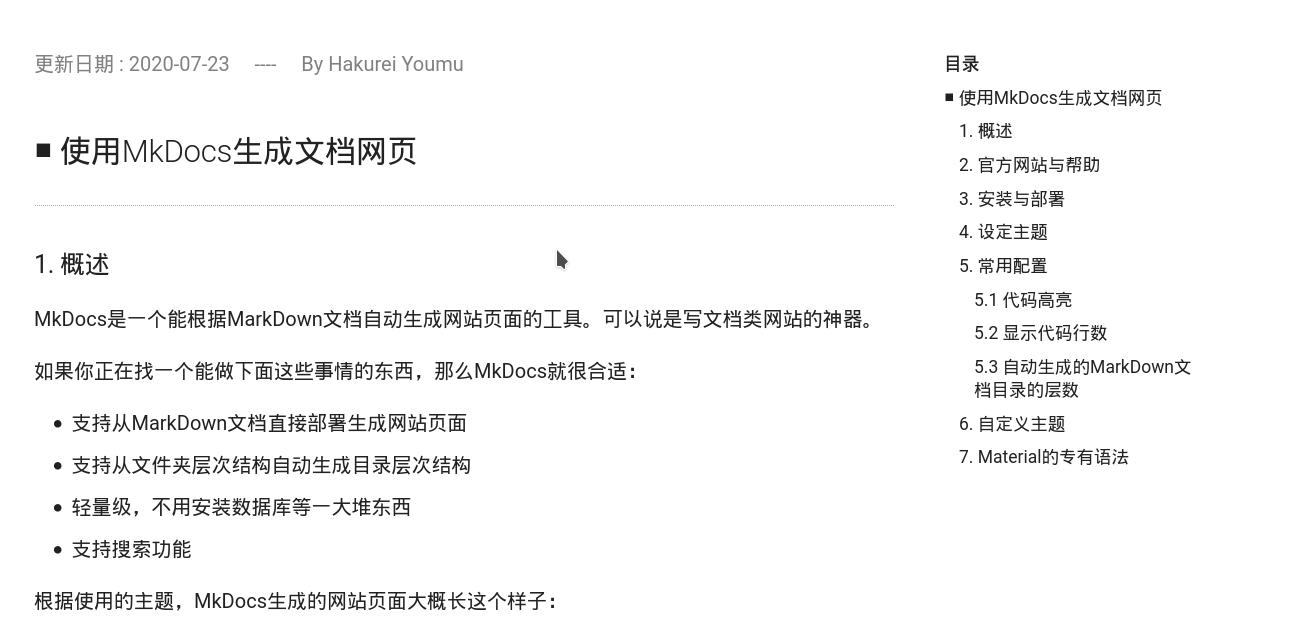 更新日期 : 2020-07-23 ---- By Hakurei Youmu
■ 使用MkDocs生成文档网页
1. 概述
MkDocs是一个能根据MarkDown文档自动生成网站页面的工具。可以说是写文档类网站的神器。
如果你正在找一个能做下面这些事情的东西，那么MkDocs就很合适：
• 支持从MarkDown文档直接部署生成网站页面
• 支持从文件夹层次结构自动生成目录层次结构
• 轻量级，不用安装数据库等一大堆东西
• 支持搜索功能
根据使用的主题，MkDocs生成的网站页面大概长这个样子：
目录
■ 使用MkDocs生成文档网页
1. 概述
2. 官方网站与帮助
3. 安装与部署
4. 设定主题
5. 常用配置
5.1 代码高亮
5.2 显示代码行数
5.3 自动生成的MarkDown文
档目录的层数
6. 自定义主题
7. Material的专有语法